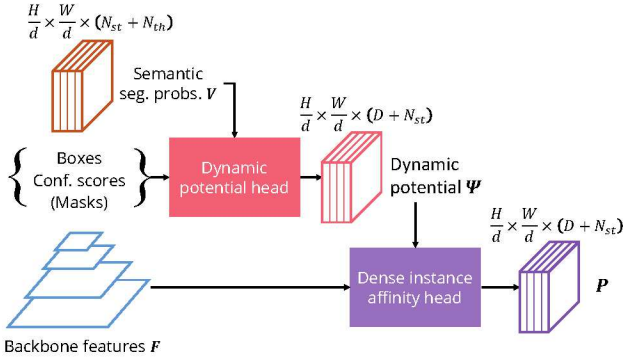 H/d × W/d × (N_st + N_th)
Semantic
seg. probs. V
H/d × W/d × (D + N_st)
{ Boxes
Conf. scores
(Masks) }
Dynamic
potential head
Dynamic
potential Ψ
H/d × W/d × (D + N_st)
Dense instance
affinity head
P
Backbone features F